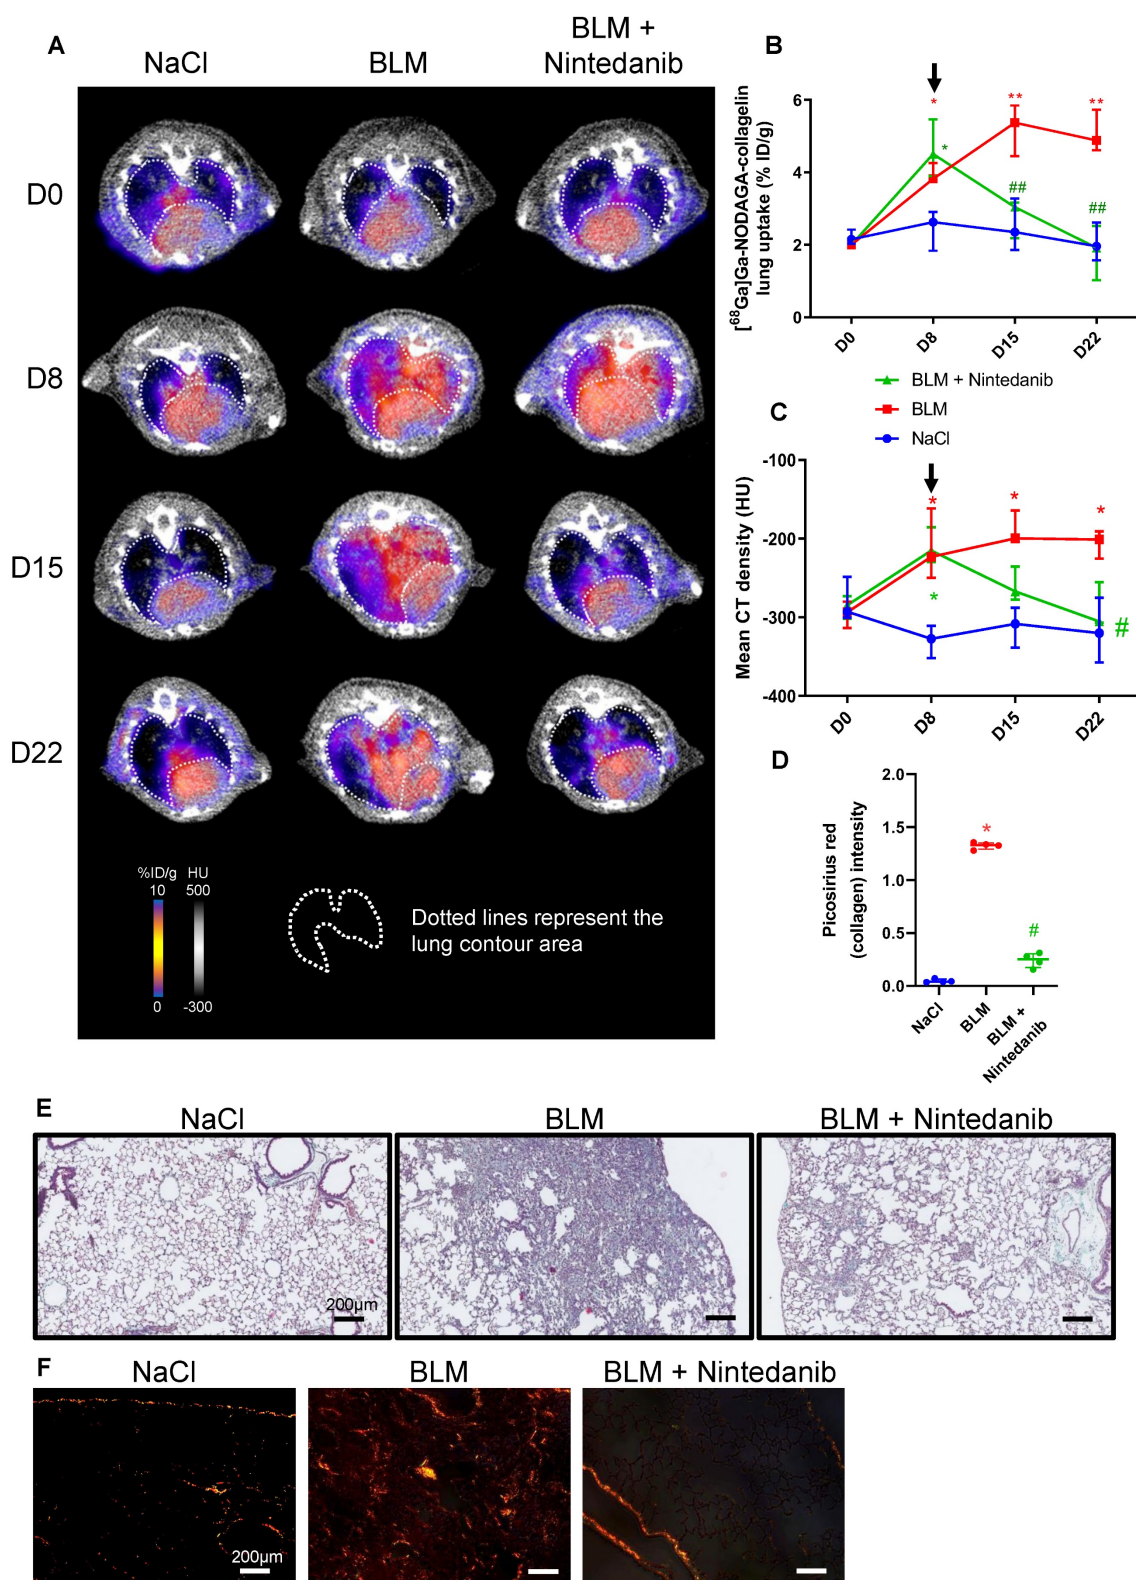 A
NaCl
BLM
BLM +
Nintedanib
D0
D8
D15
D22
%ID/g HU
10 500
0 -300
Dotted lines represent the
lung contour area
B
[⁶⁸Ga]Ga-NODAGA-collagelin
lung uptake (% ID/g)
6
4
2
0
* ** **
*
## ##
D0 D8 D15 D22
BLM + Nintedanib
BLM
NaCl
C
Mean CT density (HU)
-100
-200
-300
-400
* * *
*
#
D0 D8 D15 D22
D
Picosirius red
(collagen) intensity
2.0
1.5
1.0
0.5
0.0
*
#
NaCl
BLM
BLM +
Nintedanib
E
NaCl BLM BLM + Nintedanib
200µm
F
NaCl BLM BLM + Nintedanib
200µm